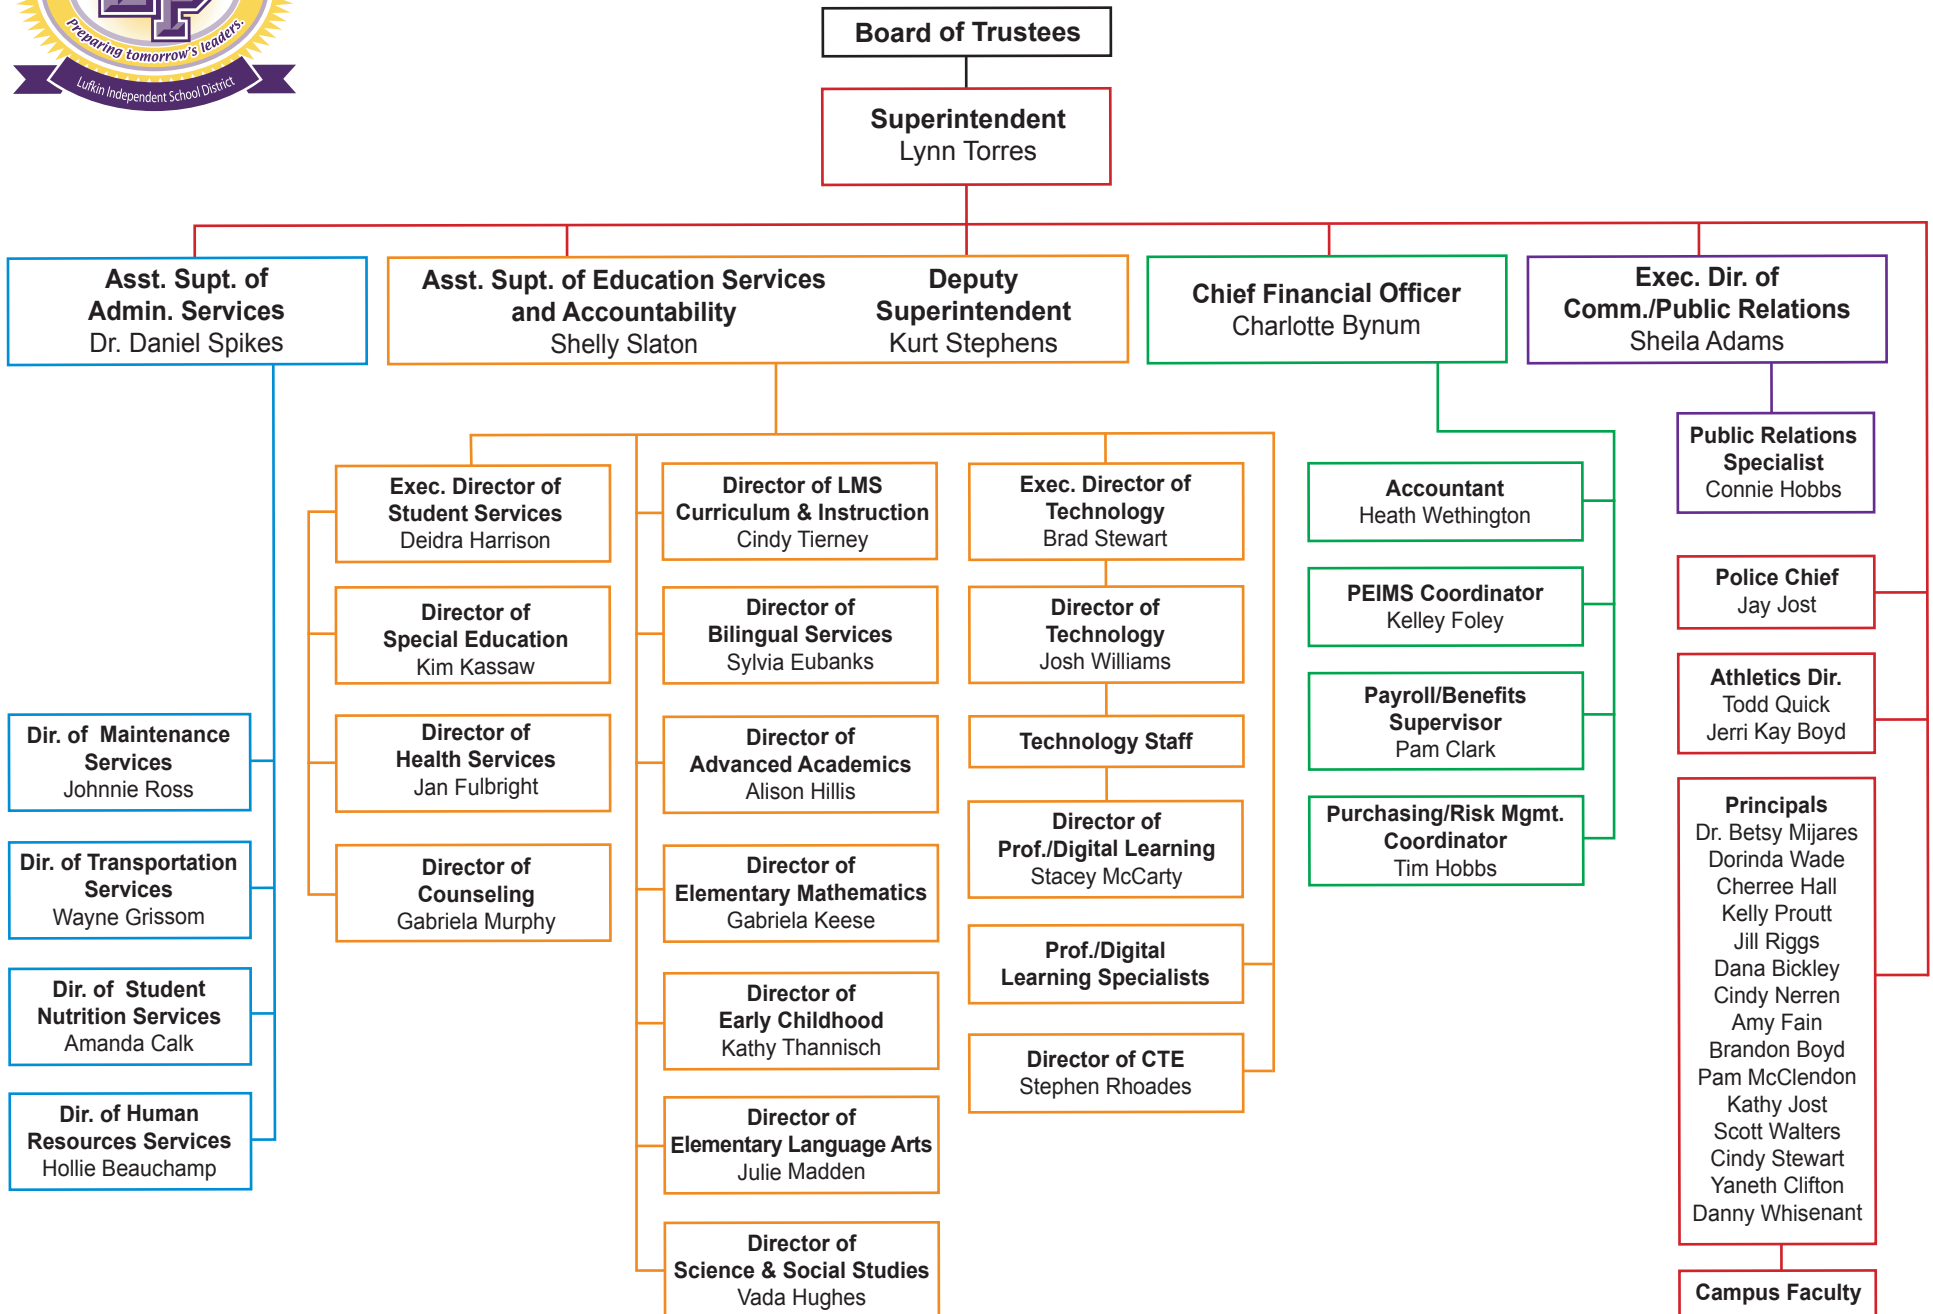 Preparing tomorrow's leaders.
Lufkin Independent School District
Board of Trustees
Superintendent
Lynn Torres
Asst. Supt. of
Admin. Services
Dr. Daniel Spikes
Asst. Supt. of Education Services
and Accountability
Shelly Slaton
Deputy
Superintendent
Kurt Stephens
Chief Financial Officer
Charlotte Bynum
Exec. Dir. of
Comm./Public Relations
Sheila Adams
Dir. of Maintenance
Services
Johnnie Ross
Dir. of Transportation
Services
Wayne Grissom
Dir. of Student
Nutrition Services
Amanda Calk
Dir. of Human
Resources Services
Hollie Beauchamp
Exec. Director of
Student Services
Deidra Harrison
Director of
Special Education
Kim Kassaw
Director of
Health Services
Jan Fulbright
Director of
Counseling
Gabriela Murphy
Director of LMS
Curriculum & Instruction
Cindy Tierney
Director of
Bilingual Services
Sylvia Eubanks
Director of
Advanced Academics
Alison Hillis
Director of
Elementary Mathematics
Gabriela Keese
Director of
Early Childhood
Kathy Thannisch
Director of
Elementary Language Arts
Julie Madden
Director of
Science & Social Studies
Vada Hughes
Exec. Director of
Technology
Brad Stewart
Director of
Technology
Josh Williams
Technology Staff
Director of
Prof./Digital Learning
Stacey McCarty
Prof./Digital
Learning Specialists
Director of CTE
Stephen Rhoades
Accountant
Heath Wethington
PEIMS Coordinator
Kelley Foley
Payroll/Benefits
Supervisor
Pam Clark
Purchasing/Risk Mgmt.
Coordinator
Tim Hobbs
Public Relations
Specialist
Connie Hobbs
Police Chief
Jay Jost
Athletics Dir.
Todd Quick
Jerri Kay Boyd
Principals
Dr. Betsy Mijares
Dorinda Wade
Cherree Hall
Kelly Proutt
Jill Riggs
Dana Bickley
Cindy Nerren
Amy Fain
Brandon Boyd
Pam McClendon
Kathy Jost
Scott Walters
Cindy Stewart
Yaneth Clifton
Danny Whisenant
Campus Faculty